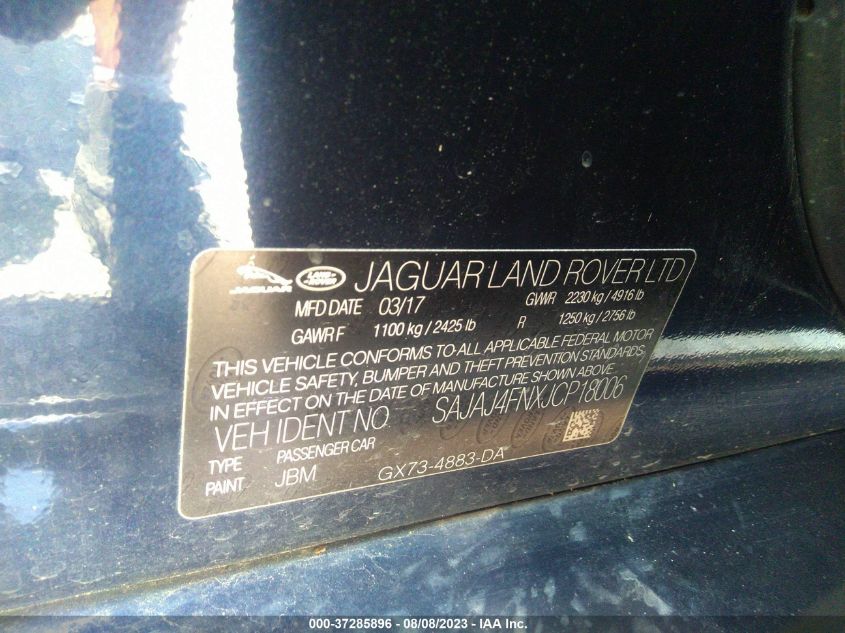 JAGUAR
LAND ROVER
JAGUAR LAND ROVER LTD
MFD DATE 03/17 GVWR 2230 kg / 4916 lb
GAWR F 1100 kg / 2425 lb R 1250 kg / 2756 lb
THIS VEHICLE CONFORMS TO ALL APPLICABLE FEDERAL MOTOR
VEHICLE SAFETY, BUMPER AND THEFT PREVENTION STANDARDS
IN EFFECT ON THE DATE OF MANUFACTURE SHOWN ABOVE
VEH IDENT NO SAJAJ4FNXJCP18006
TYPE PASSENGER CAR
PAINT JBM GX73-4883-DA
000-37285896 - 08/08/2023 - IAA Inc.